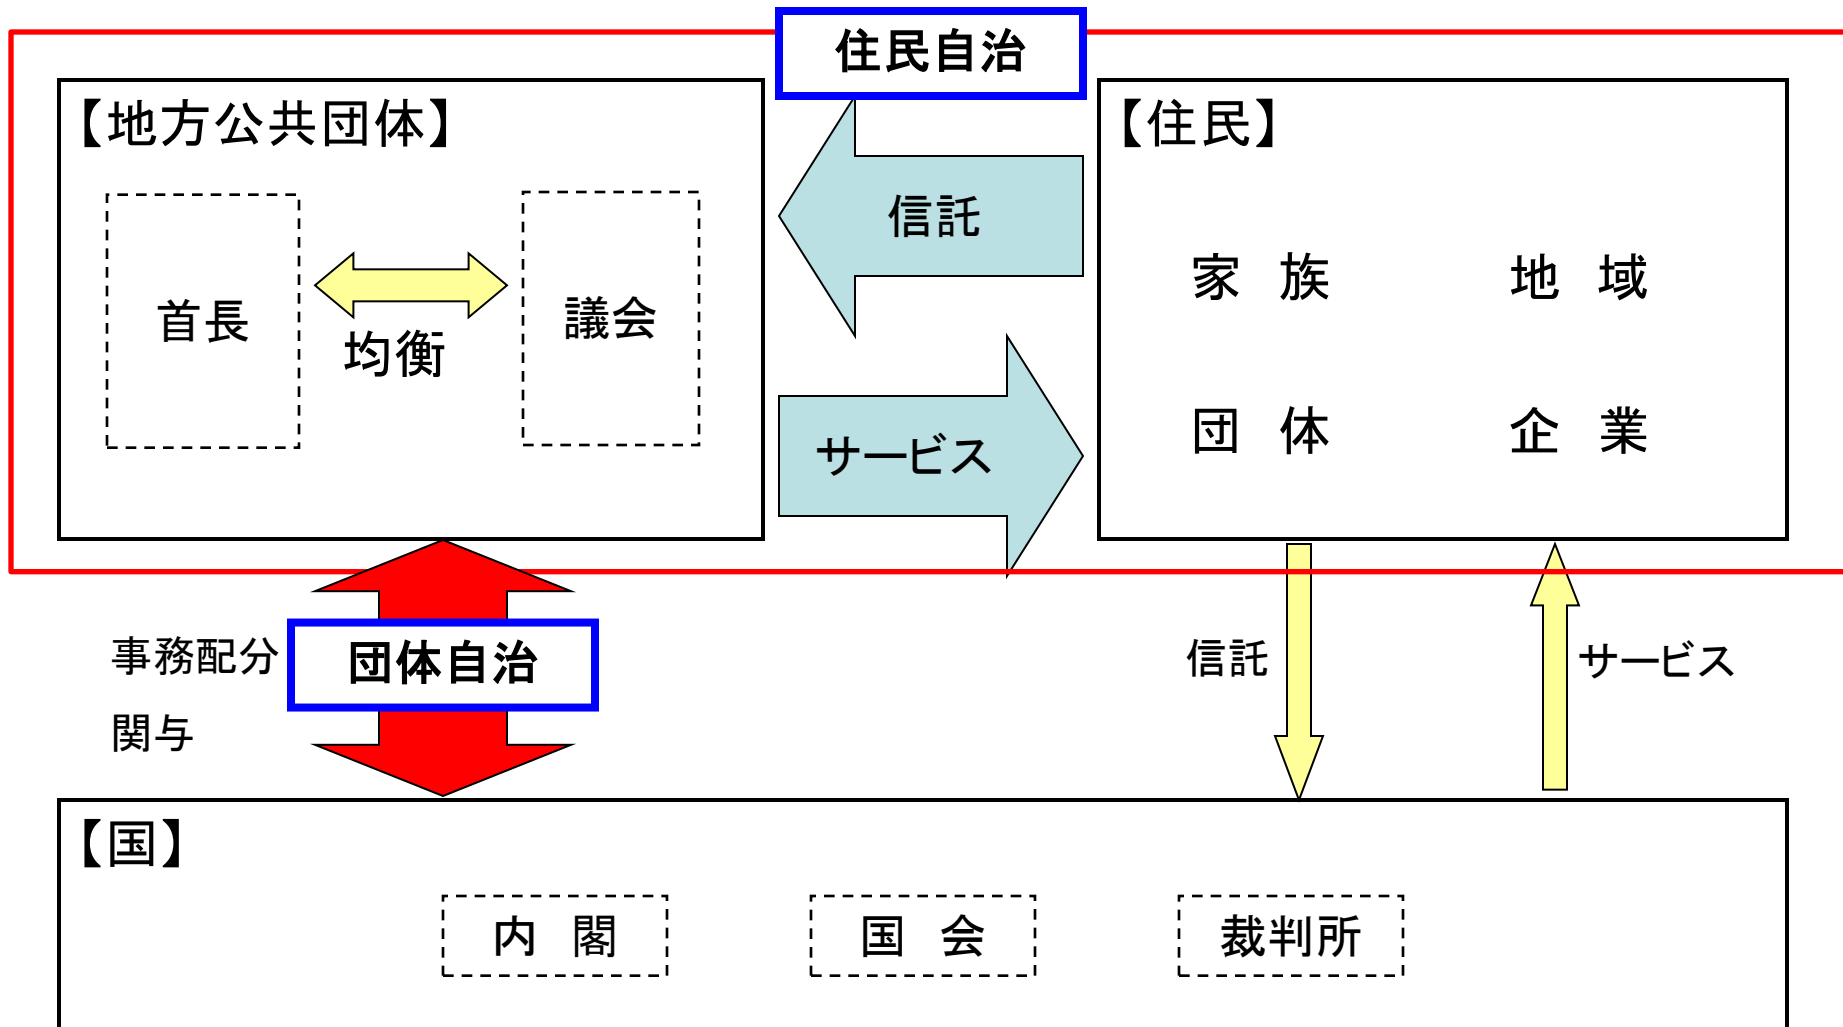 住民自治
【地方公共団体】
【住民】
信託
首長
議会
均衡
家 族
地 域
サービス
団 体
企 業
事務配分
団体自治
関与
信託
サービス
【国】
内 閣
国 会
裁判所